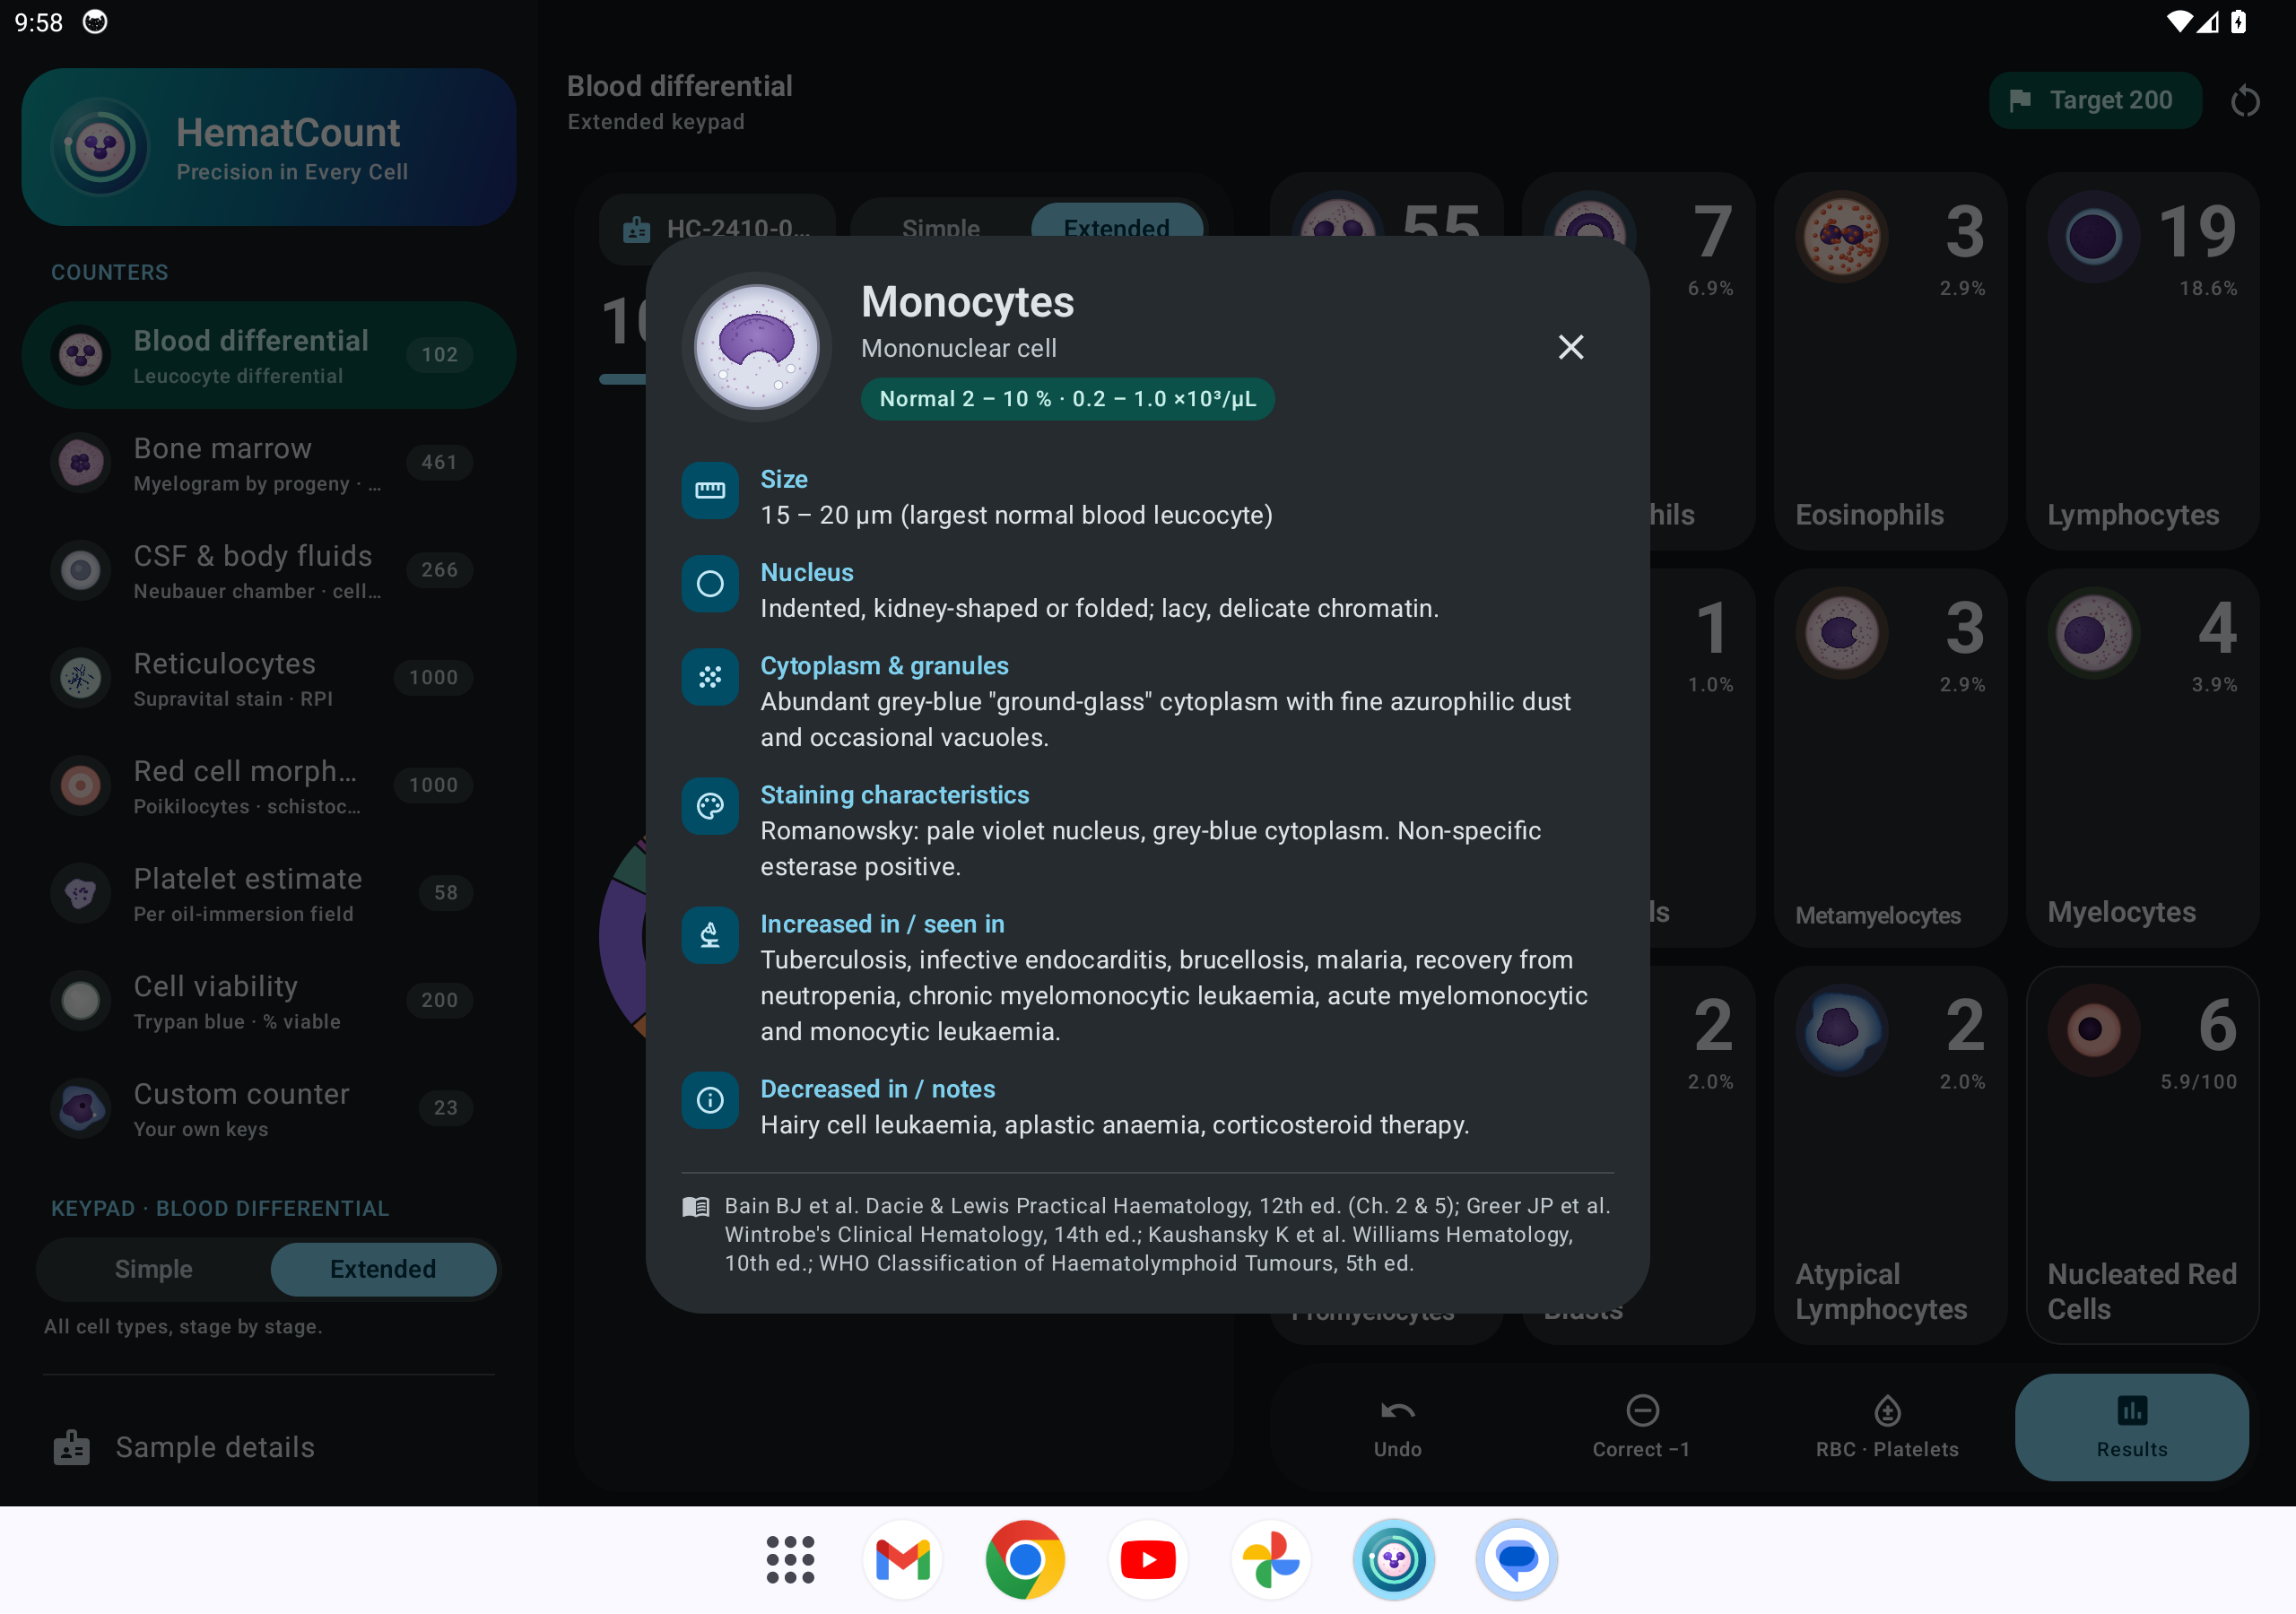 9:58
HematCount
Precision in Every Cell
COUNTERS
Blood differential
Leucocyte differential
102
Bone marrow
Myelogram by progeny · …
461
CSF & body fluids
Neubauer chamber · cell…
266
Reticulocytes
Supravital stain · RPI
1000
Red cell morph…
Poikilocytes · schistoc…
1000
Platelet estimate
Per oil-immersion field
58
Cell viability
Trypan blue · % viable
200
Custom counter
Your own keys
23
KEYPAD · BLOOD DIFFERENTIAL
Simple
Extended
All cell types, stage by stage.
Sample details
Blood differential
Extended keypad
Target 200
HC-2410-0…
Simple
Extended
Monocytes
Mononuclear cell
Normal 2 – 10 % · 0.2 – 1.0 ×10³/µL
Size
15 – 20 µm (largest normal blood leucocyte)
Nucleus
Indented, kidney-shaped or folded; lacy, delicate chromatin.
Cytoplasm & granules
Abundant grey-blue "ground-glass" cytoplasm with fine azurophilic dust
and occasional vacuoles.
Staining characteristics
Romanowsky: pale violet nucleus, grey-blue cytoplasm. Non-specific
esterase positive.
Increased in / seen in
Tuberculosis, infective endocarditis, brucellosis, malaria, recovery from
neutropenia, chronic myelomonocytic leukaemia, acute myelomonocytic
and monocytic leukaemia.
Decreased in / notes
Hairy cell leukaemia, aplastic anaemia, corticosteroid therapy.
Bain BJ et al. Dacie & Lewis Practical Haematology, 12th ed. (Ch. 2 & 5); Greer JP et al.
Wintrobe's Clinical Hematology, 14th ed.; Kaushansky K et al. Williams Hematology,
10th ed.; WHO Classification of Haematolymphoid Tumours, 5th ed.
55
7
6.9%
3
2.9%
Eosinophils
19
18.6%
Lymphocytes
1
1.0%
3
2.9%
Metamyelocytes
4
3.9%
Myelocytes
Promyelocytes
2
2.0%
Blasts
2
2.0%
Atypical
Lymphocytes
6
5.9/100
Nucleated Red
Cells
Undo
Correct −1
RBC · Platelets
Results